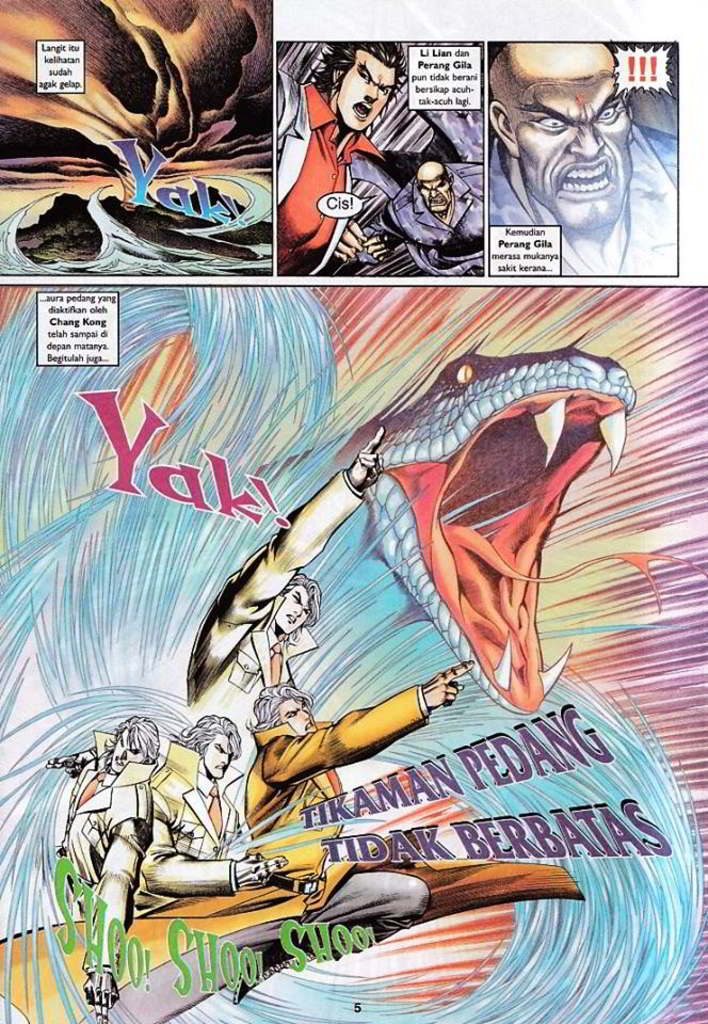 Langit itu
kelihatan
sudah
agak gelap.
Yak!!
Li Lian dan
Perang Gila
pun tidak berani
bersikap acuh-
tak-acuh lagi.
Cis!
!!!
Kemudian
Perang Gila
merasa mukanya
sakit kerana...
...aura pedang yang
diaktifkan oleh
Chang Kong
telah sampai di
depan matanya.
Begitulah juga...
Yak!
TIKAMAN PEDANG
TIDAK BERBATAS
SHOO! SHOO! SHOO!
5